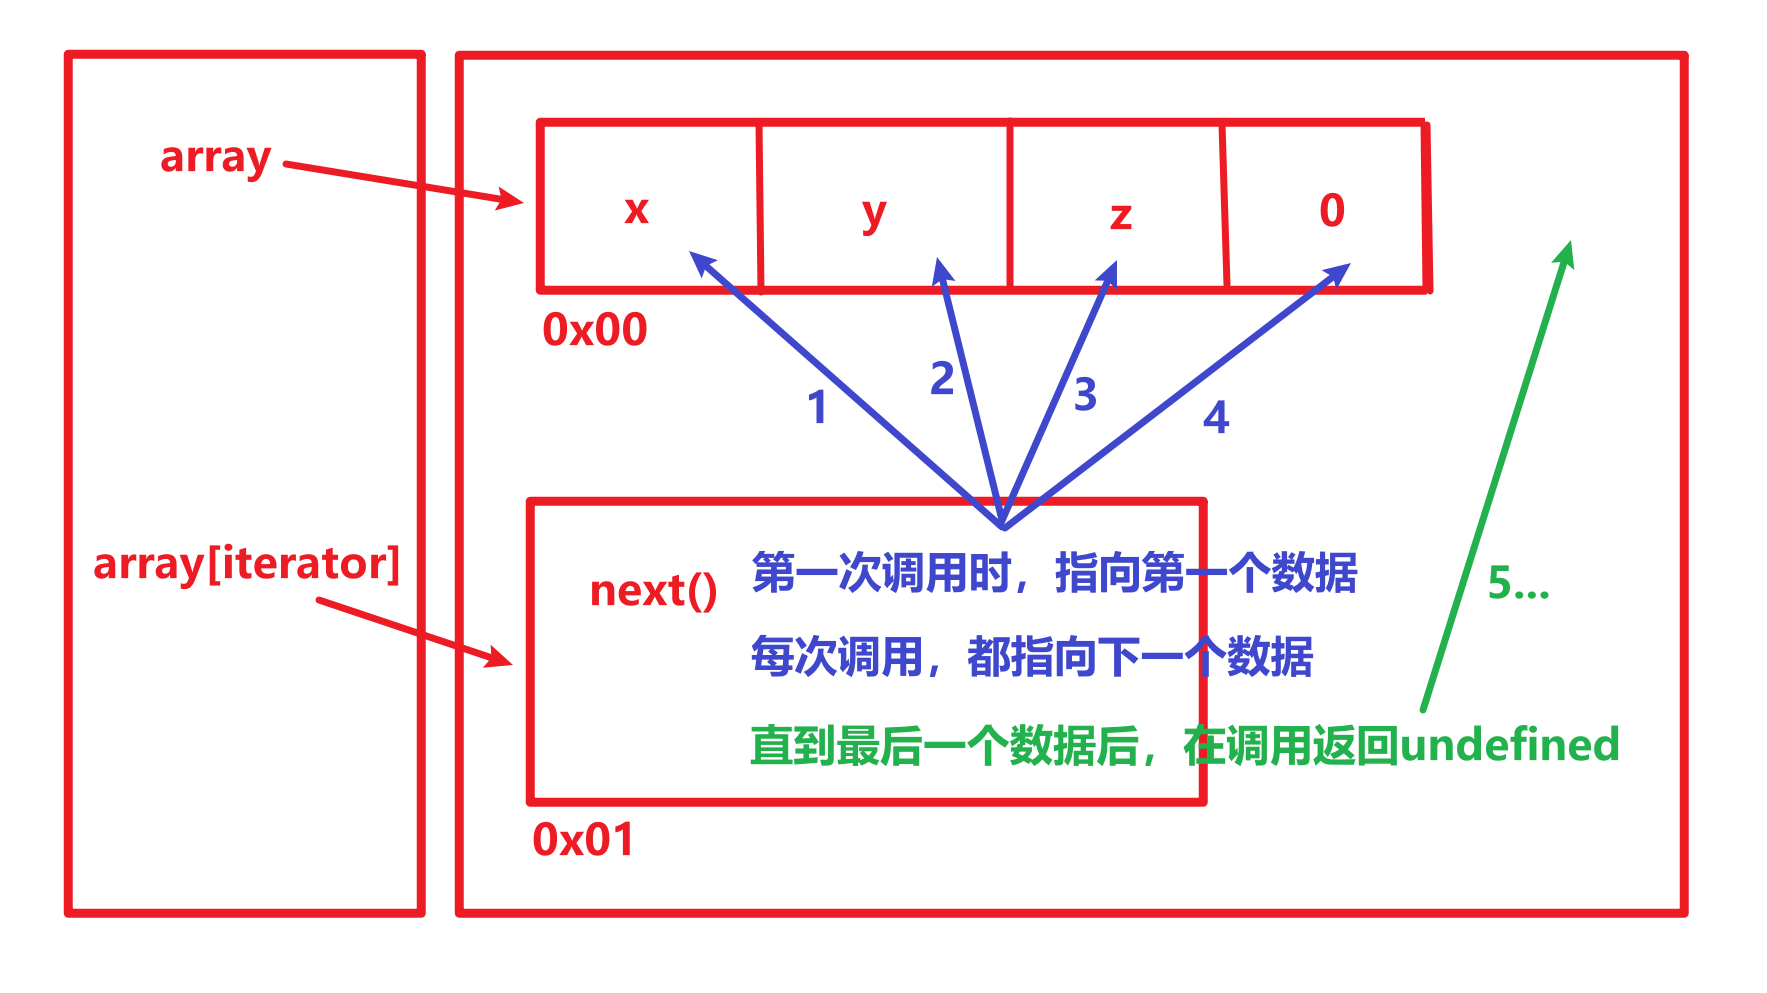 array
x
y
z
0
0x00
1
2
3
4
array[iterator]
next()
第一次调用时，指向第一个数据
每次调用，都指向下一个数据
5...
直到最后一个数据后，在调用返回undefined
0x01